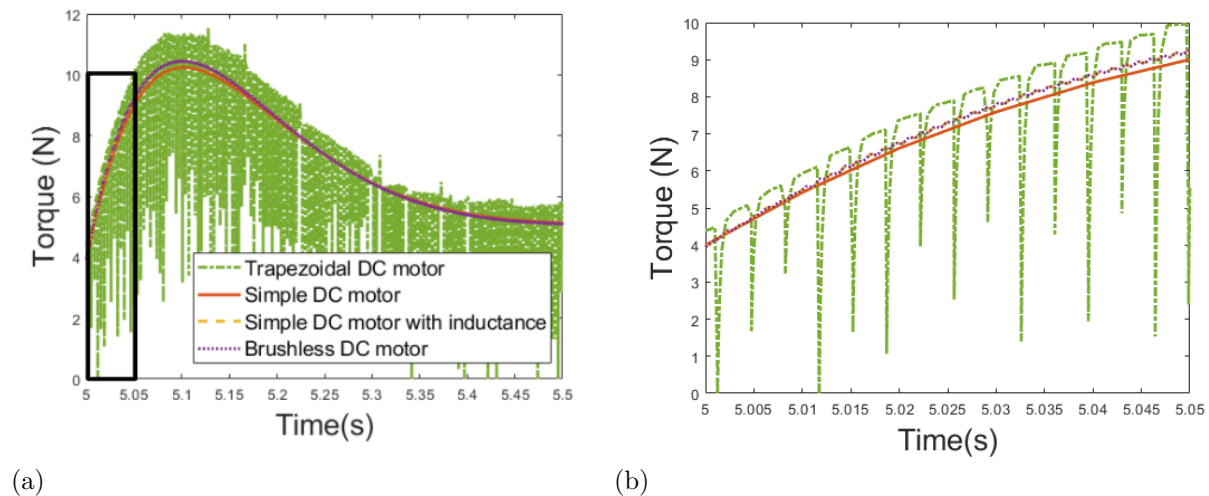 12
10
8
6
4
2
0
Torque (N)
Trapezoidal DC motor
Simple DC motor
Simple DC motor with inductance
Brushless DC motor
5 5.05 5.1 5.15 5.2 5.25 5.3 5.35 5.4 5.45 5.5
Time(s)
(a)
10
9
8
7
6
5
4
3
2
1
0
Torque (N)
5 5.005 5.01 5.015 5.02 5.025 5.03 5.035 5.04 5.045 5.05
Time(s)
(b)